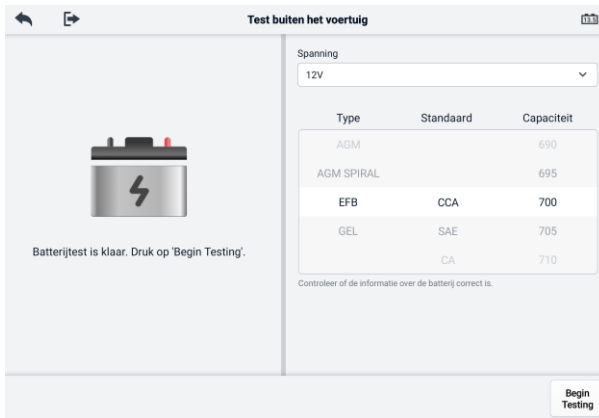 Test buiten het voertuig
Spanning
12V
Type Standaard Capaciteit
AGM 690
AGM SPIRAL 695
EFB CCA 700
GEL SAE 705
CA 710
Batterijtest is klaar. Druk op 'Begin Testing'.
Controleer of de informatie over de batterij correct is.
Begin
Testing